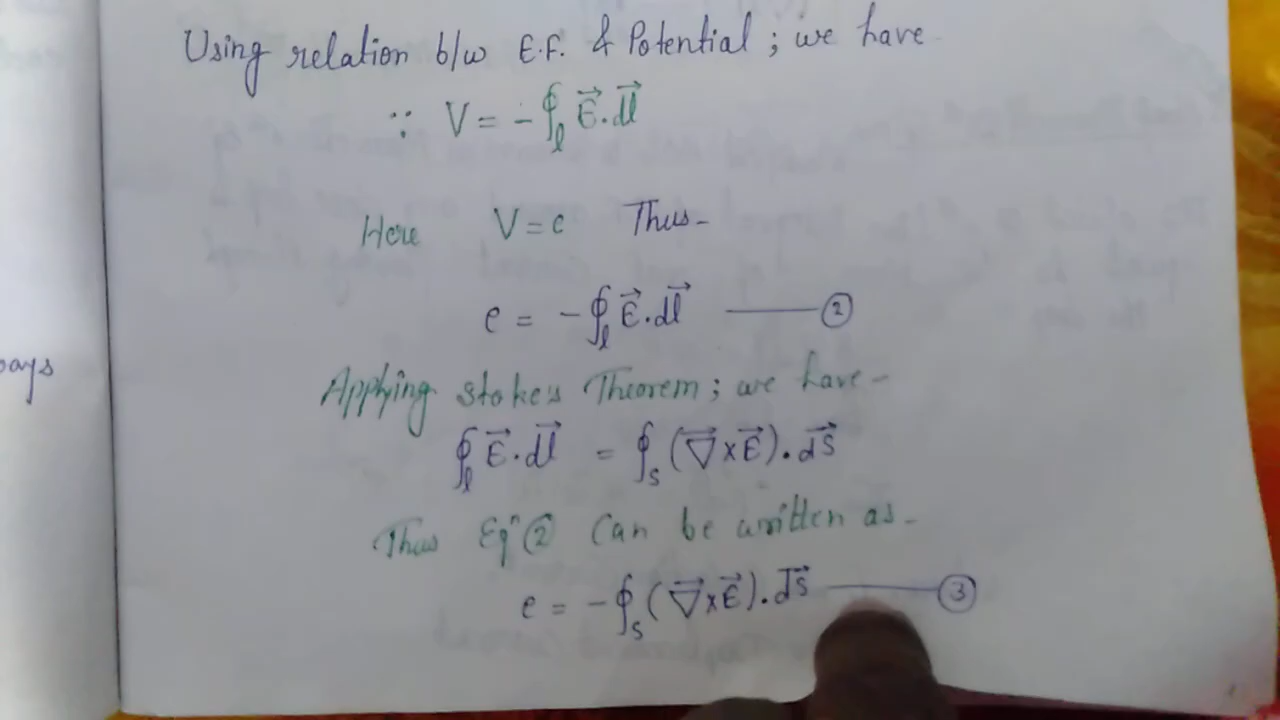 Using relation b/w E.F. & Potential ; we have
∵ V = -∮ₗ E⃗.dl⃗
Here V = e Thus-
e = -∮ₗ E⃗.dl⃗ —— ②
Applying stoke's Theorem ; we have-
∮ₗ E⃗.dl⃗ = ∮ₛ (∇⃗×E⃗).dS⃗
Thus Eqⁿ ② Can be written as-
e = -∮ₛ (∇⃗×E⃗).dS⃗ —— ③